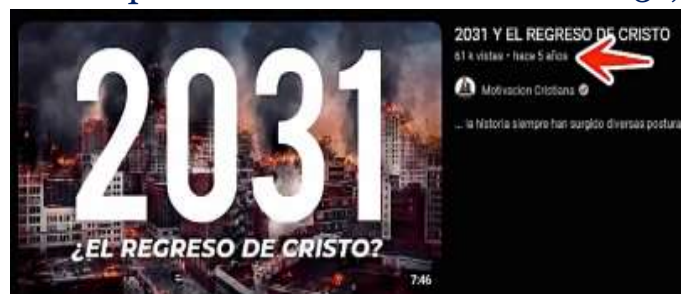 2031
¿EL REGRESO DE CRISTO?
7:46
2031 Y EL REGRESO DE CRISTO
61 k vistas • hace 5 años
Motivacion Cristiana
... la historia siempre han surgido diversas postura